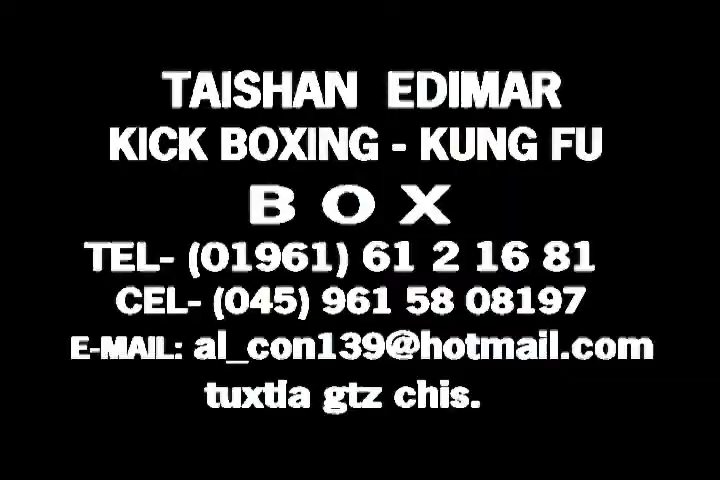 TAISHAN EDIMAR
KICK BOXING - KUNG FU
B O X
TEL- (01961) 61 2 16 81
CEL- (045) 961 58 08197
E-MAIL: al_con139@hotmail.com
tuxtla gtz chis.